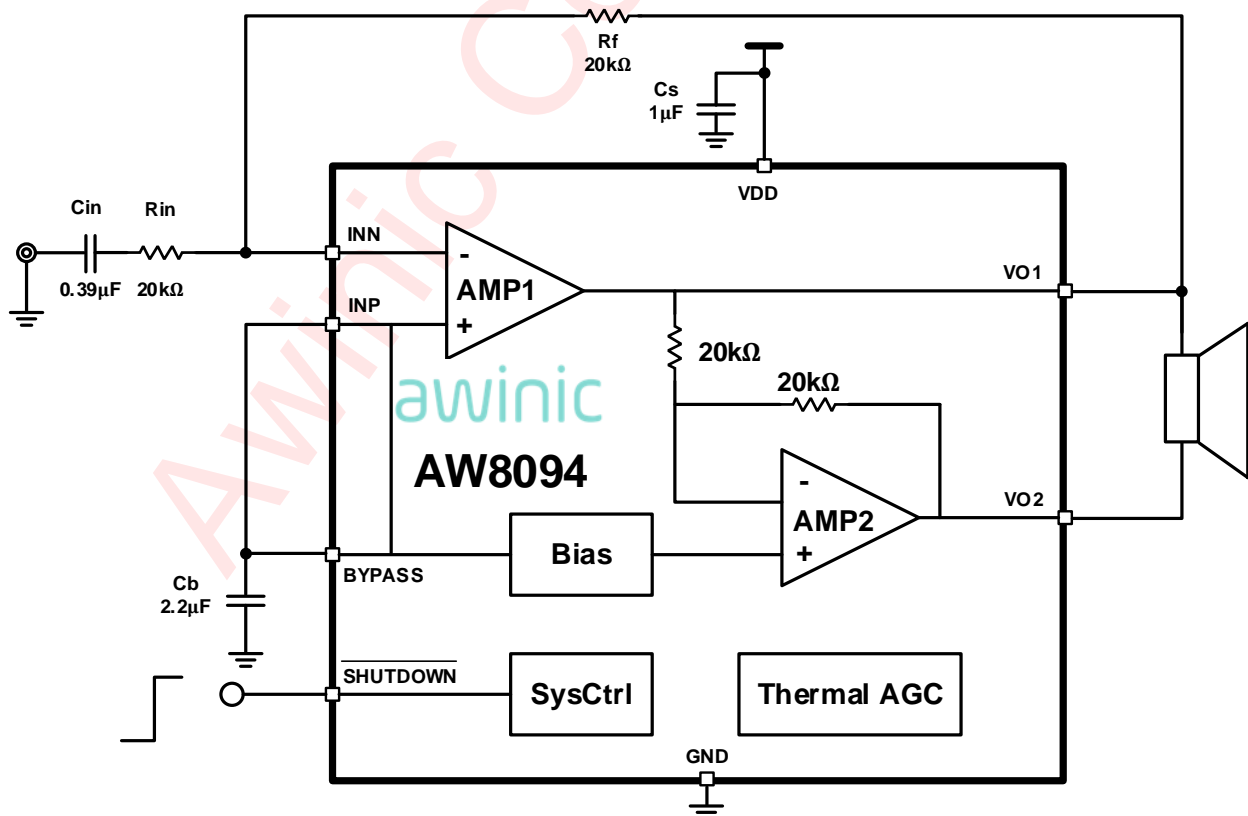 Rf
20kΩ
Cs
1μF
VDD
Cin
Rin
0.39μF
20kΩ
INN
INP
-
AMP1
+
VO1
20kΩ
20kΩ
awinic
AW8094
-
AMP2
+
VO2
Bias
BYPASS
Cb
2.2μF
SHUTDOWN
SysCtrl
Thermal AGC
GND
Awinic Co